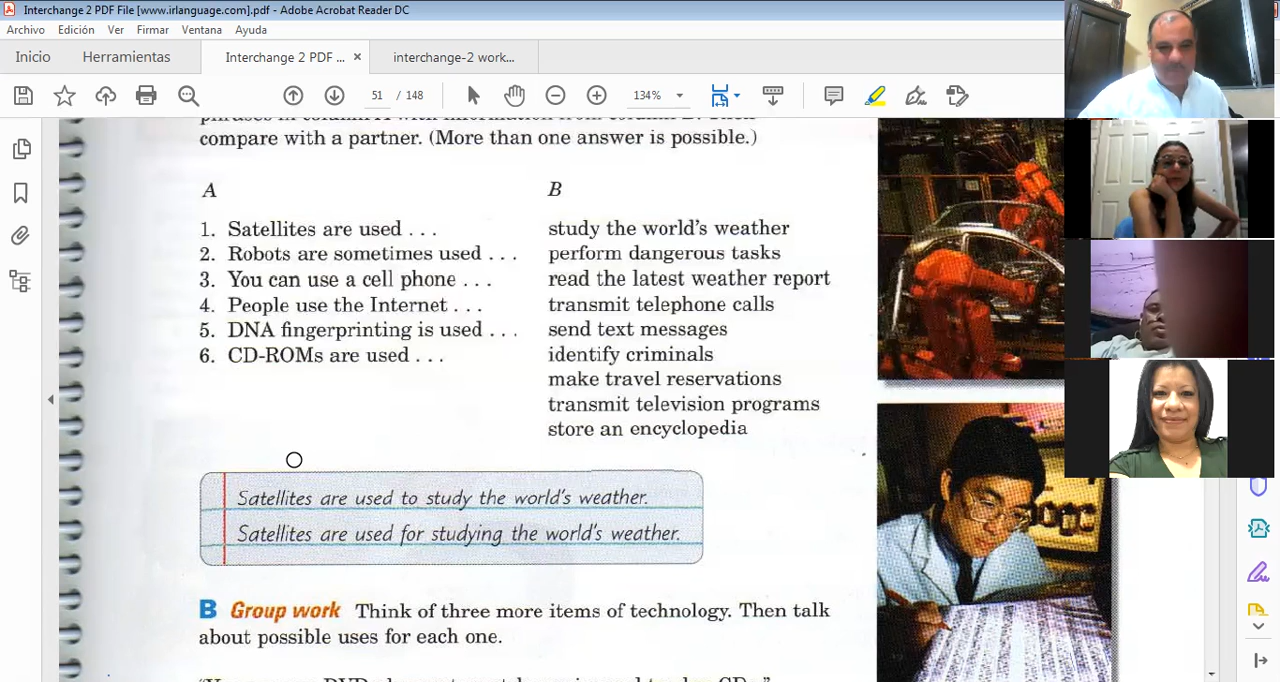 Interchange 2 PDF File [www.irlanguage.com].pdf - Adobe Acrobat Reader DC
Archivo Edición Ver Firmar Ventana Ayuda
Inicio Herramientas Interchange 2 PDF ... × interchange-2 work...
51 / 148 134%
compare with a partner. (More than one answer is possible.)
A B
1. Satellites are used . . . study the world's weather
2. Robots are sometimes used . . . perform dangerous tasks
3. You can use a cell phone . . . read the latest weather report
4. People use the Internet . . . transmit telephone calls
5. DNA fingerprinting is used . . . send text messages
6. CD-ROMs are used . . . identify criminals
make travel reservations
transmit television programs
store an encyclopedia
Satellites are used to study the world's weather.
Satellites are used for studying the world's weather.
B Group work Think of three more items of technology. Then talk
about possible uses for each one.